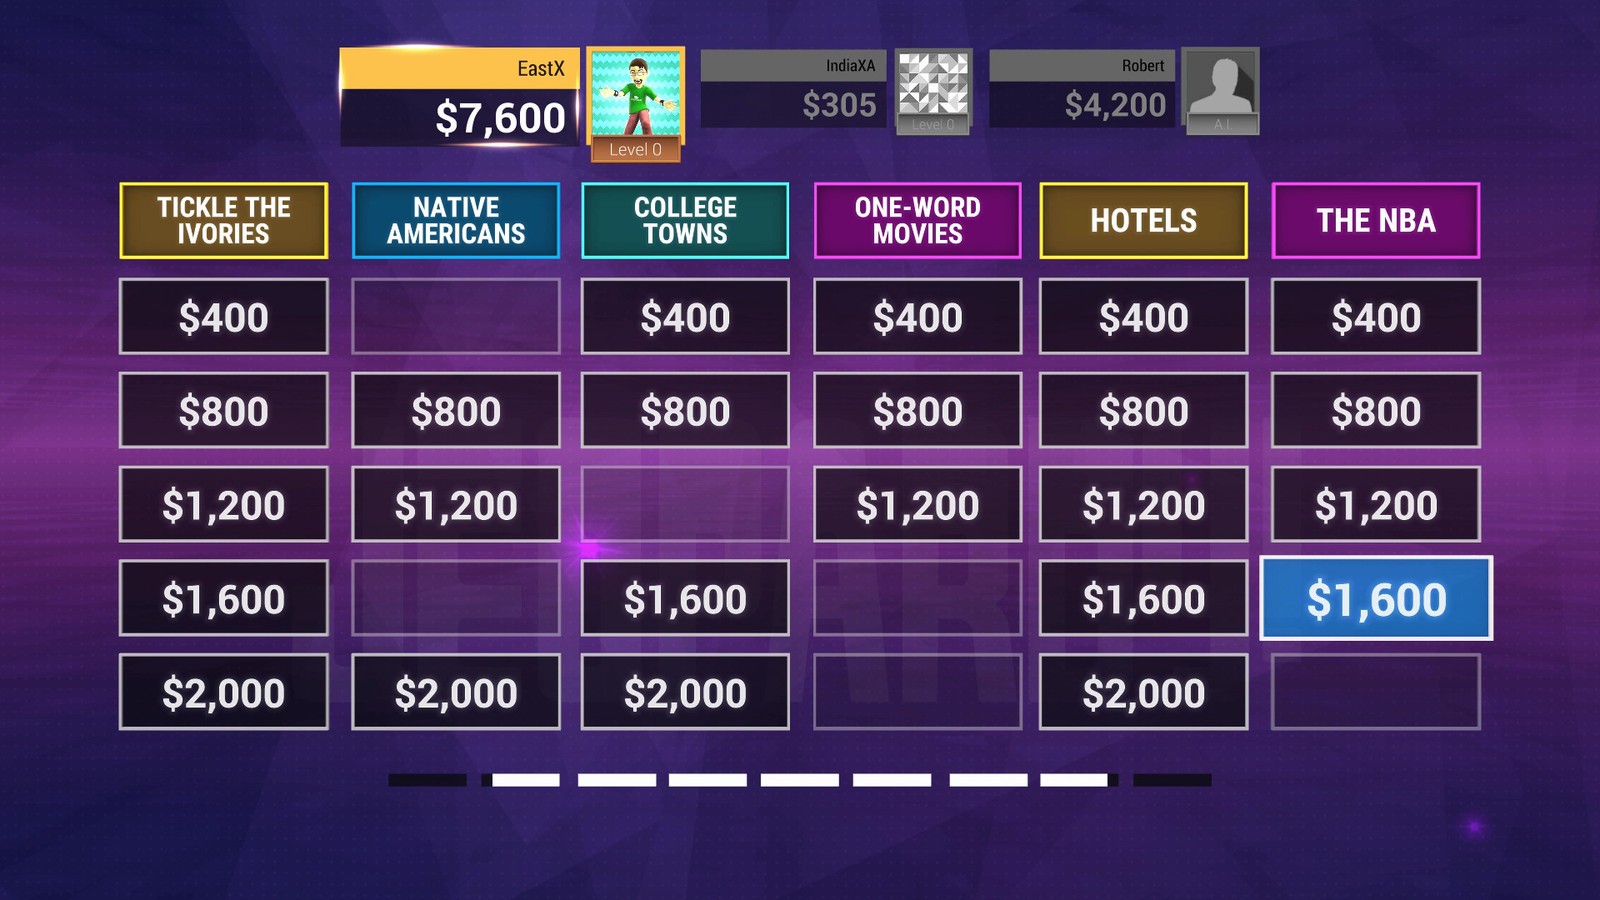 EastX
$7,600
Level 0
IndiaXA
$305
Level 0
Robert
$4,200
A.I.
TICKLE THE
IVORIES
NATIVE
AMERICANS
COLLEGE
TOWNS
ONE-WORD
MOVIES
HOTELS
THE NBA
$400
$400
$400
$400
$400
$800
$800
$800
$800
$800
$800
$1,200
$1,200
$1,200
$1,200
$1,200
$1,600
$1,600
$1,600
$1,600
$2,000
$2,000
$2,000
$2,000